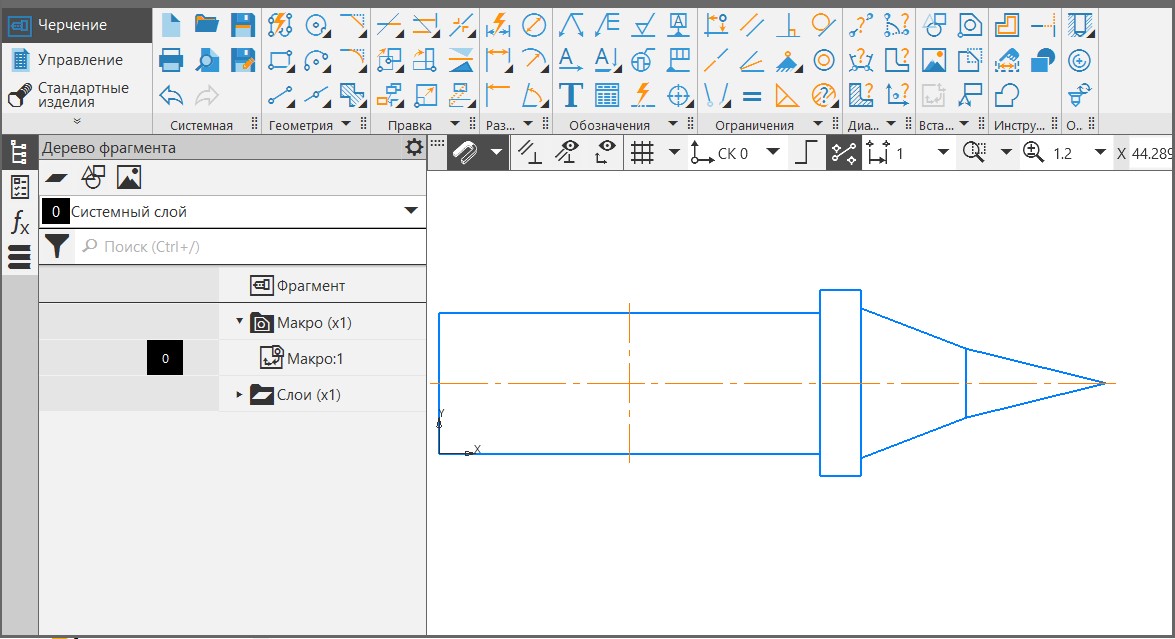 Черчение
Управление
Стандартные
изделия
Системная
Геометрия
Правка
Раз...
Обозначения
Ограничения
Диа...
Вста...
Инстру...
О...
Дерево фрагмента
СК 0
1
1.2
X 44.289
0 Системный слой
Поиск (Ctrl+/)
Фрагмент
Макро (x1)
0 Макро:1
Слои (x1)
Y
X